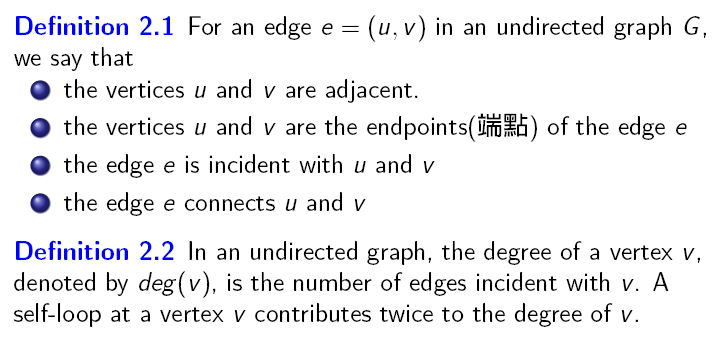 Definition 2.1 For an edge e = (u, v) in an undirected graph G,
we say that
the vertices u and v are adjacent.
the vertices u and v are the endpoints(端點) of the edge e
the edge e is incident with u and v
the edge e connects u and v
Definition 2.2 In an undirected graph, the degree of a vertex v,
denoted by deg(v), is the number of edges incident with v. A
self-loop at a vertex v contributes twice to the degree of v.